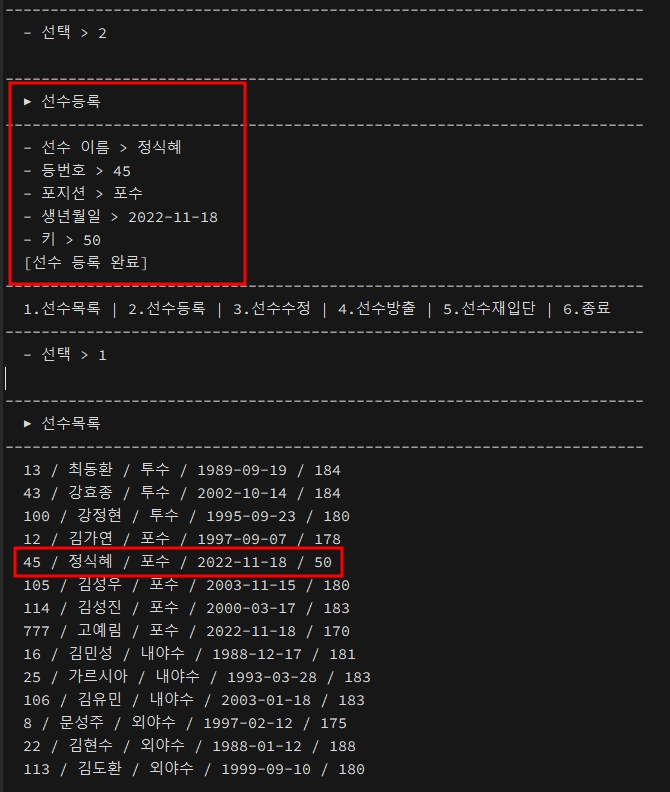 - 선택 > 2
▶ 선수등록
- 선수 이름 > 정식혜
- 등번호 > 45
- 포지션 > 포수
- 생년월일 > 2022-11-18
- 키 > 50
[선수 등록 완료]
1.선수목록 | 2.선수등록 | 3.선수수정 | 4.선수방출 | 5.선수재입단 | 6.종료
- 선택 > 1
▶ 선수목록
13 / 최동환 / 투수 / 1989-09-19 / 184
43 / 강효종 / 투수 / 2002-10-14 / 184
100 / 강정현 / 투수 / 1995-09-23 / 180
12 / 김가연 / 포수 / 1997-09-07 / 178
45 / 정식혜 / 포수 / 2022-11-18 / 50
105 / 김성우 / 포수 / 2003-11-15 / 180
114 / 김성진 / 포수 / 2000-03-17 / 183
777 / 고예림 / 포수 / 2022-11-18 / 170
16 / 김민성 / 내야수 / 1988-12-17 / 181
25 / 가르시아 / 내야수 / 1993-03-28 / 183
106 / 김유민 / 내야수 / 2003-01-18 / 183
8 / 문성주 / 외야수 / 1997-02-12 / 175
22 / 김현수 / 외야수 / 1988-01-12 / 188
113 / 김도환 / 외야수 / 1999-09-10 / 180